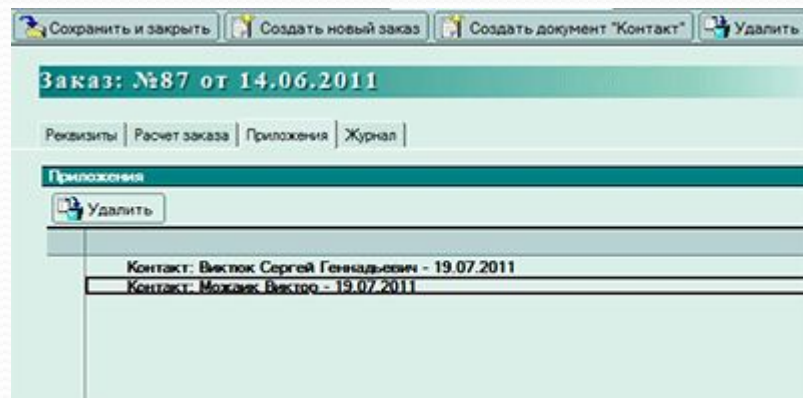 Сохранить и закрыть Создать новый заказ Создать документ "Контакт" Удалить
Заказ: №87 от 14.06.2011
Реквизиты Расчет заказа Приложения Журнал
Приложения
Удалить
Контакт: Виктюк Сергей Геннадьевич - 19.07.2011
Контакт: Можаик Виктор - 19.07.2011